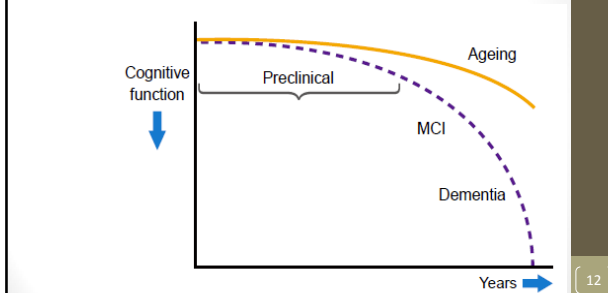 Ageing
Cognitive
function
Preclinical
MCI
Dementia
Years
12